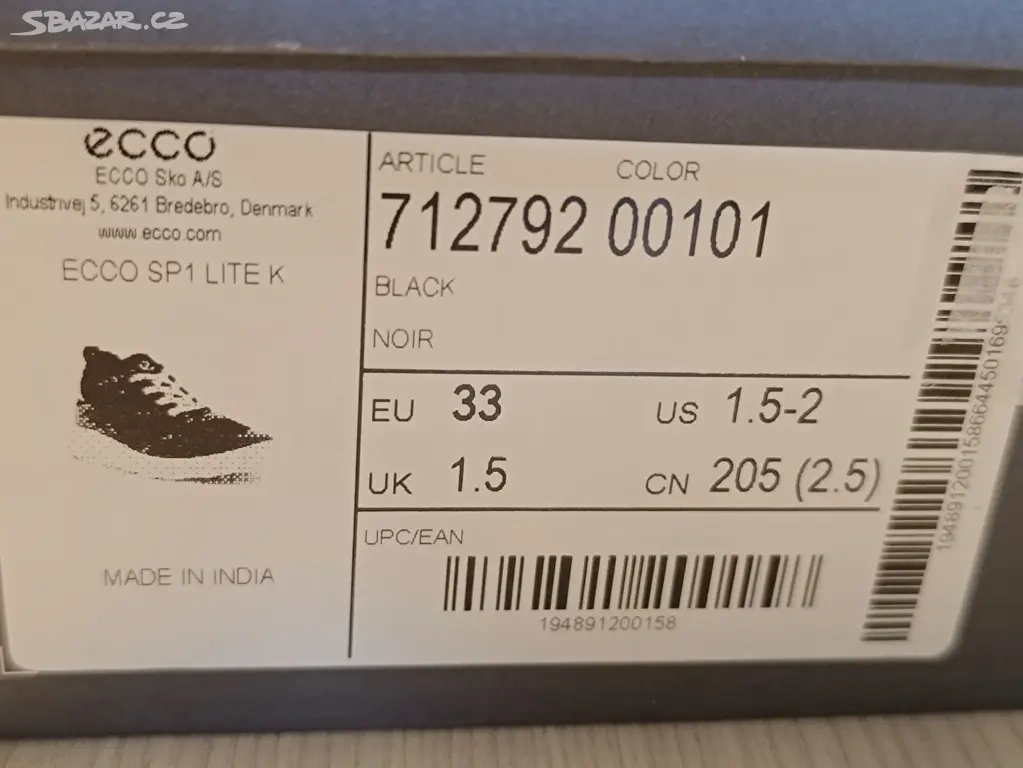 SBAZAR.CZ
ecco
ECCO Sko A/S
Industrivej 5, 6261 Bredebro, Denmark
www.ecco.com
ECCO SP1 LITE K
MADE IN INDIA
ARTICLE COLOR
712792 00101
BLACK
NOIR
EU 33 US 1.5-2
UK 1.5 CN 205 (2.5)
UPC/EAN
194891200158